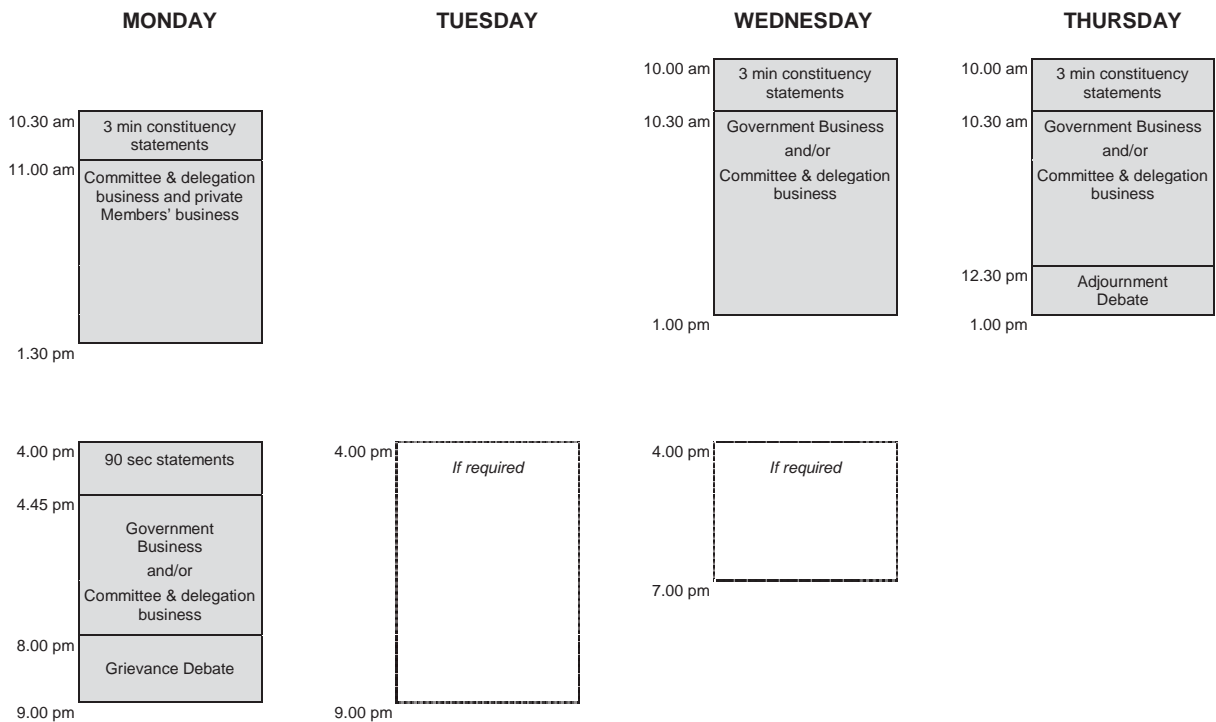 MONDAY
10.30 am
3 min constituency
statements
11.00 am
Committee & delegation
business and private
Members' business
1.30 pm
4.00 pm
90 sec statements
4.45 pm
Government
Business
and/or
Committee & delegation
business
8.00 pm
Grievance Debate
9.00 pm
TUESDAY
4.00 pm
If required
9.00 pm
WEDNESDAY
10.00 am
3 min constituency
statements
10.30 am
Government Business
and/or
Committee & delegation
business
1.00 pm
4.00 pm
If required
7.00 pm
THURSDAY
10.00 am
3 min constituency
statements
10.30 am
Government Business
and/or
Committee & delegation
business
12.30 pm
Adjournment
Debate
1.00 pm